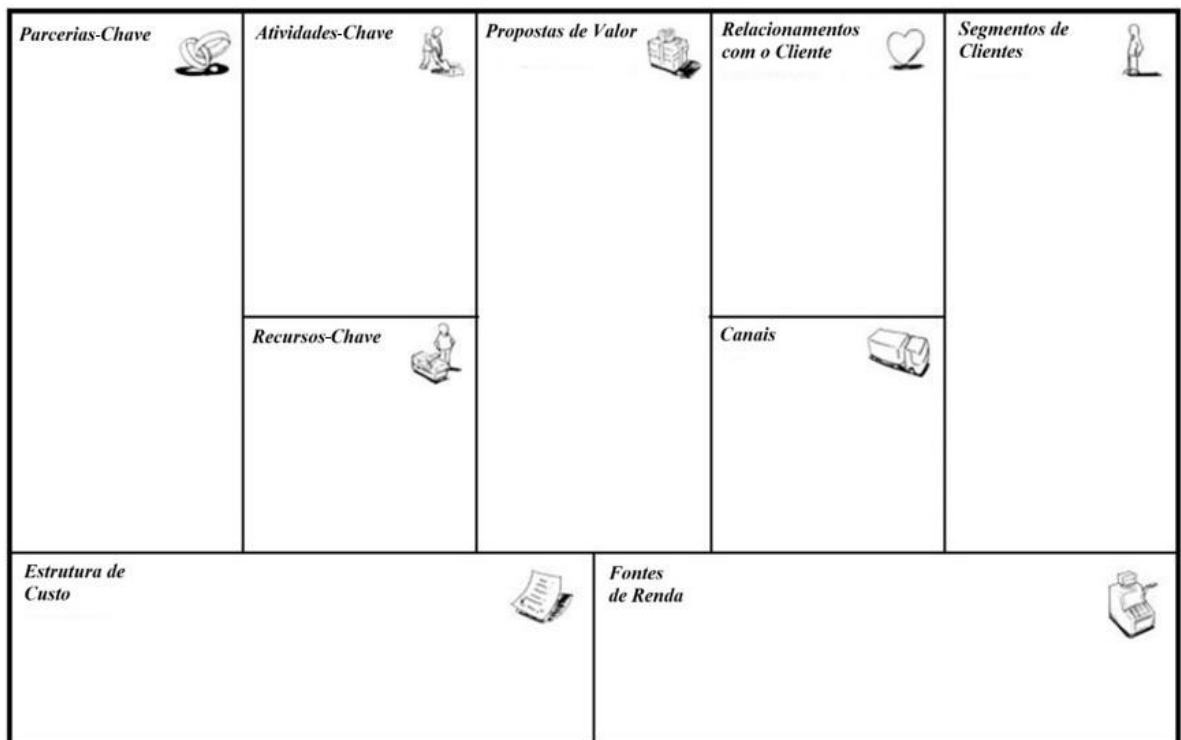 Parcerias-Chave
Atividades-Chave
Propostas de Valor
Relacionamentos
com o Cliente
Segmentos de
Clientes
Recursos-Chave
Canais
Estrutura de
Custo
Fontes
de Renda